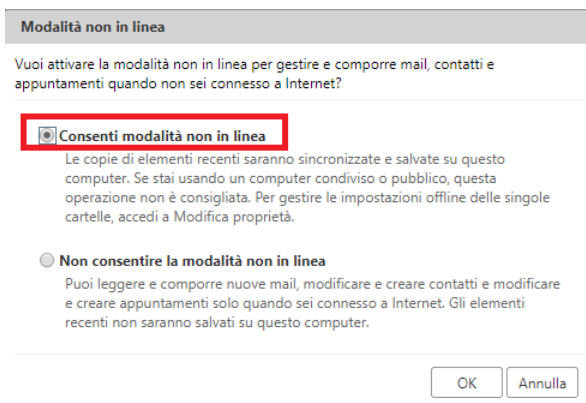 Modalità non in linea
Vuoi attivare la modalità non in linea per gestire e comporre mail, contatti e
appuntamenti quando non sei connesso a Internet?
Consenti modalità non in linea
Le copie di elementi recenti saranno sincronizzate e salvate su questo
computer. Se stai usando un computer condiviso o pubblico, questa
operazione non è consigliata. Per gestire le impostazioni offline delle singole
cartelle, accedi a Modifica proprietà.
Non consentire la modalità non in linea
Puoi leggere e comporre nuove mail, modificare e creare contatti e modificare
e creare appuntamenti solo quando sei connesso a Internet. Gli elementi
recenti non saranno salvati su questo computer.
OK Annulla